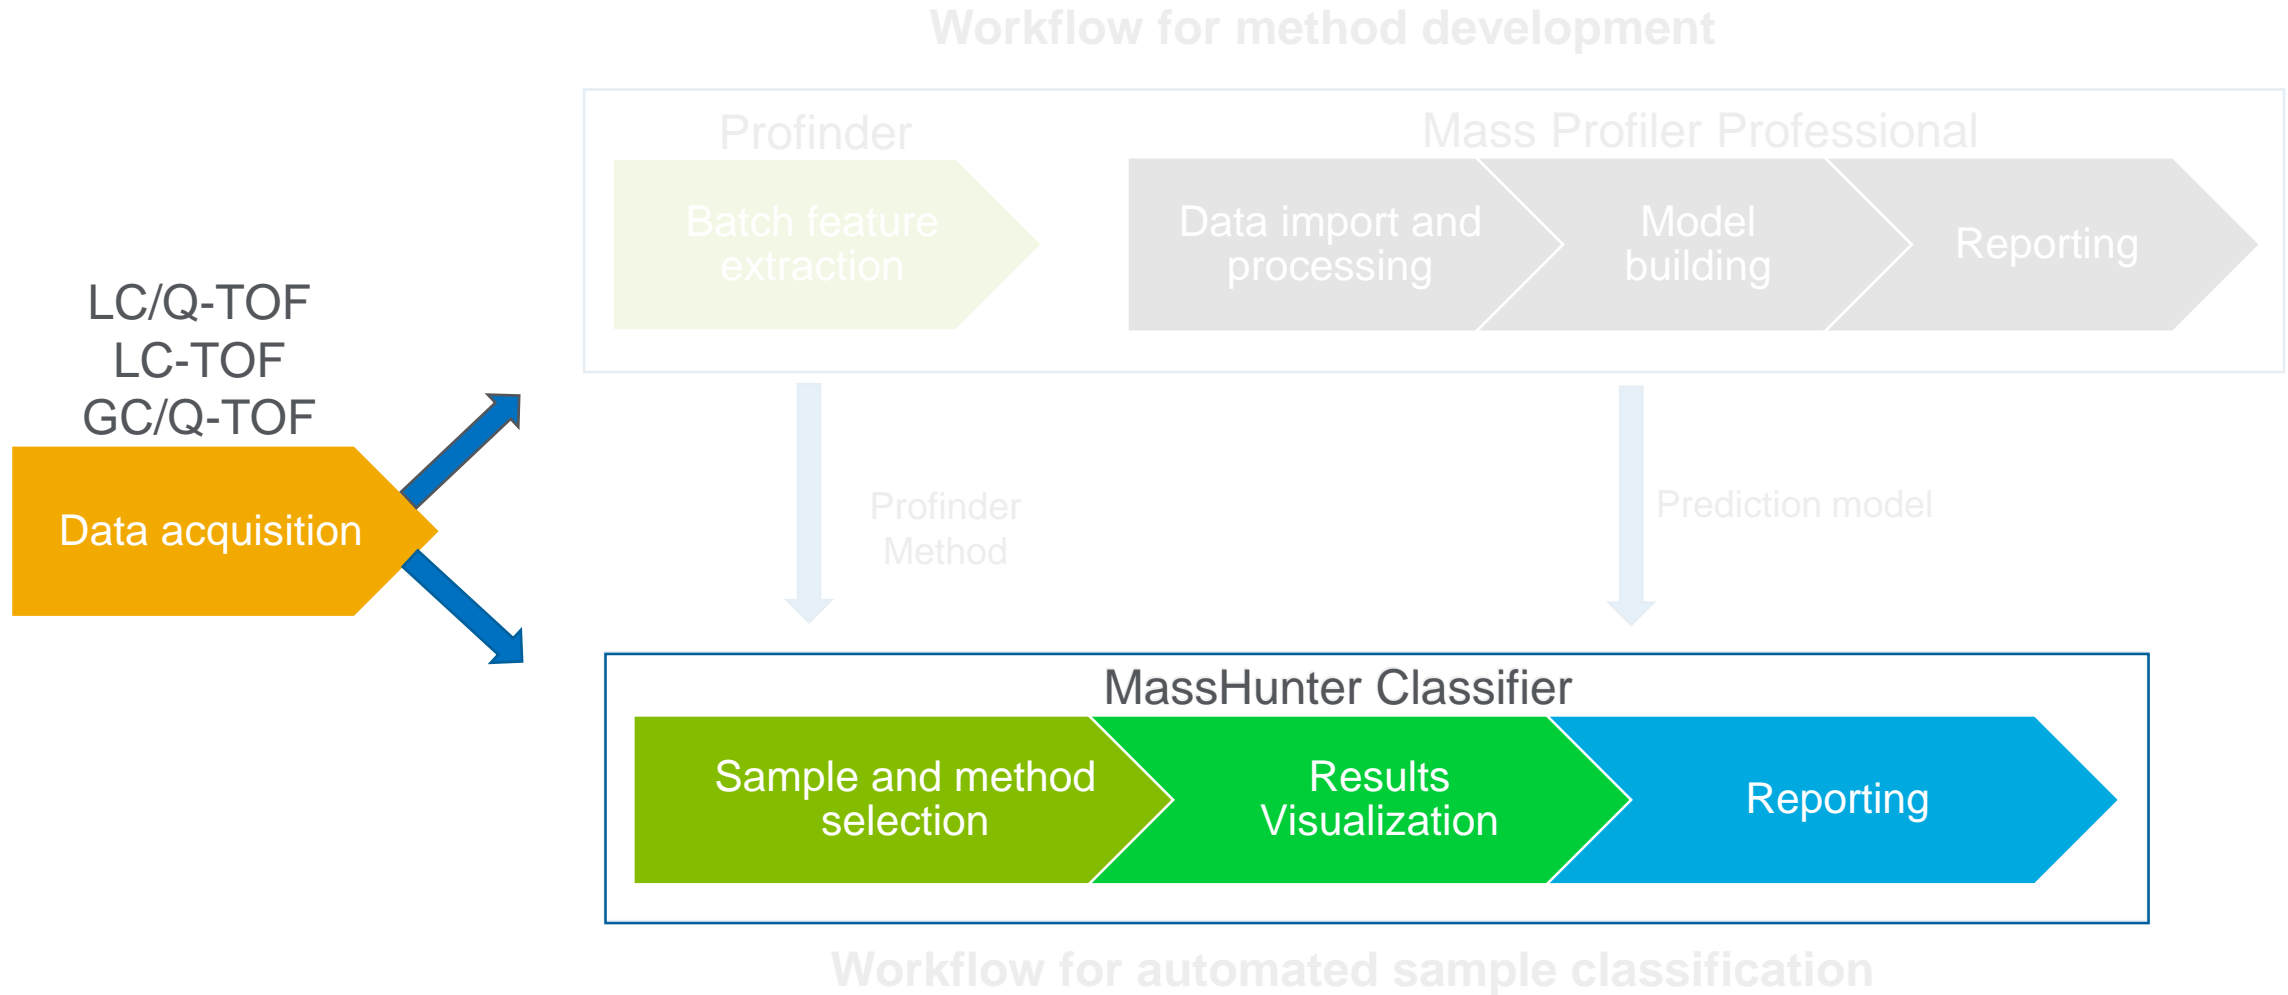 Workflow for method development
Profinder
Mass Profiler Professional
Batch feature
extraction
Data import and
processing
Model
building
Reporting
LC/Q-TOF
LC-TOF
GC/Q-TOF
Data acquisition
Profinder
Method
Prediction model
MassHunter Classifier
Sample and method
selection
Results
Visualization
Reporting
Workflow for automated sample classification